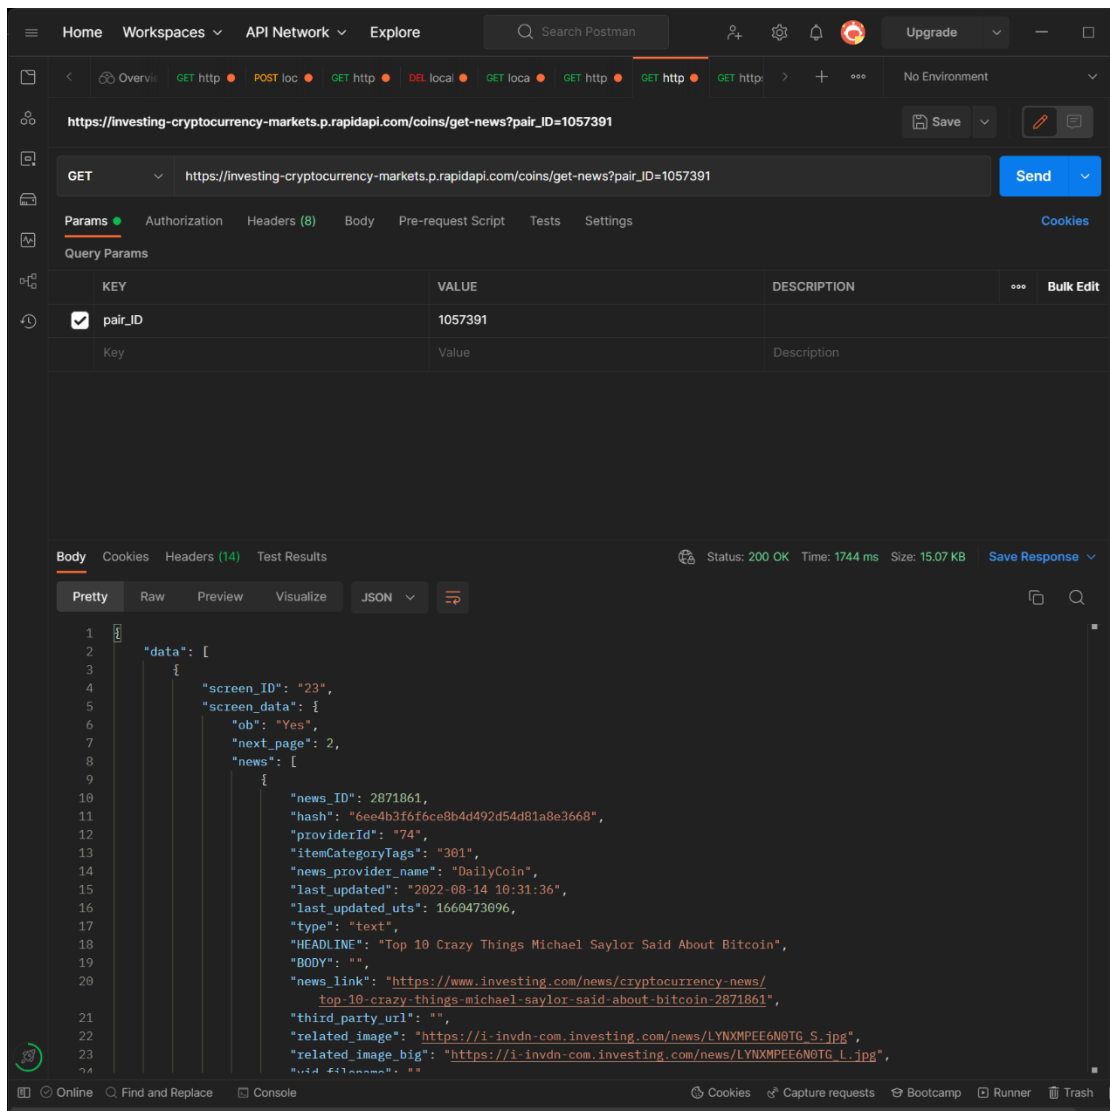 Home Workspaces API Network Explore Search Postman Upgrade
Overvi GET http POST loc GET http DEL local GET loca GET http GET http GET http: No Environment
https://investing-cryptocurrency-markets.p.rapidapi.com/coins/get-news?pair_ID=1057391 Save
GET https://investing-cryptocurrency-markets.p.rapidapi.com/coins/get-news?pair_ID=1057391 Send
Params Authorization Headers (8) Body Pre-request Script Tests Settings Cookies
Query Params
KEY VALUE DESCRIPTION ooo Bulk Edit
pair_ID 1057391
Key Value Description
Body Cookies Headers (14) Test Results Status: 200 OK Time: 1744 ms Size: 15.07 KB Save Response
Pretty Raw Preview Visualize JSON
1 {
2 "data": [
3 {
4 "screen_ID": "23",
5 "screen_data": {
6 "ob": "Yes",
7 "next_page": 2,
8 "news": [
9 {
10 "news_ID": 2871861,
11 "hash": "6ee4b3f6f6ce8b4d492d54d81a8e3668",
12 "providerId": "74",
13 "itemCategoryTags": "301",
14 "news_provider_name": "DailyCoin",
15 "last_updated": "2022-08-14 10:31:36",
16 "last_updated_uts": 1660473096,
17 "type": "text",
18 "HEADLINE": "Top 10 Crazy Things Michael Saylor Said About Bitcoin",
19 "BODY": "",
20 "news_link": "https://www.investing.com/news/cryptocurrency-news/
top-10-crazy-things-michael-saylor-said-about-bitcoin-2871861",
21 "third_party_url": "",
22 "related_image": "https://i-invdn-com.investing.com/news/LYNXMPEE6N0TG_S.jpg",
23 "related_image_big": "https://i-invdn-com.investing.com/news/LYNXMPEE6N0TG_L.jpg",
24 "vid_filename": ""
Online Find and Replace Console Cookies Capture requests Bootcamp Runner Trash